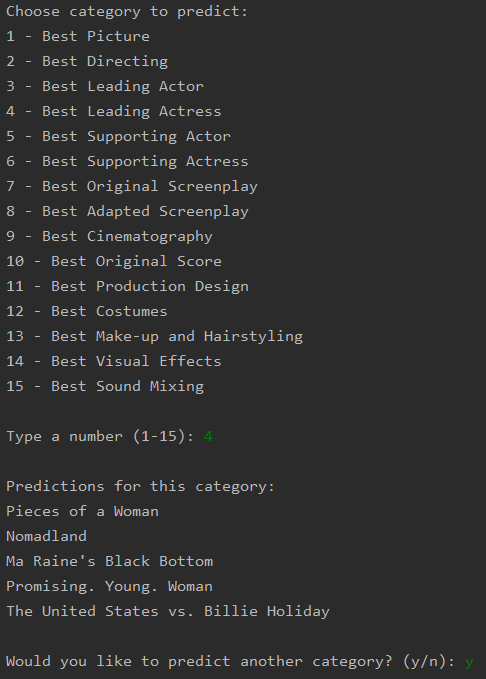 Choose category to predict:
1 - Best Picture
2 - Best Directing
3 - Best Leading Actor
4 - Best Leading Actress
5 - Best Supporting Actor
6 - Best Supporting Actress
7 - Best Original Screenplay
8 - Best Adapted Screenplay
9 - Best Cinematography
10 - Best Original Score
11 - Best Production Design
12 - Best Costumes
13 - Best Make-up and Hairstyling
14 - Best Visual Effects
15 - Best Sound Mixing
Type a number (1-15): 4
Predictions for this category:
Pieces of a Woman
Nomadland
Ma Raine's Black Bottom
Promising. Young. Woman
The United States vs. Billie Holiday
Would you like to predict another category? (y/n): y